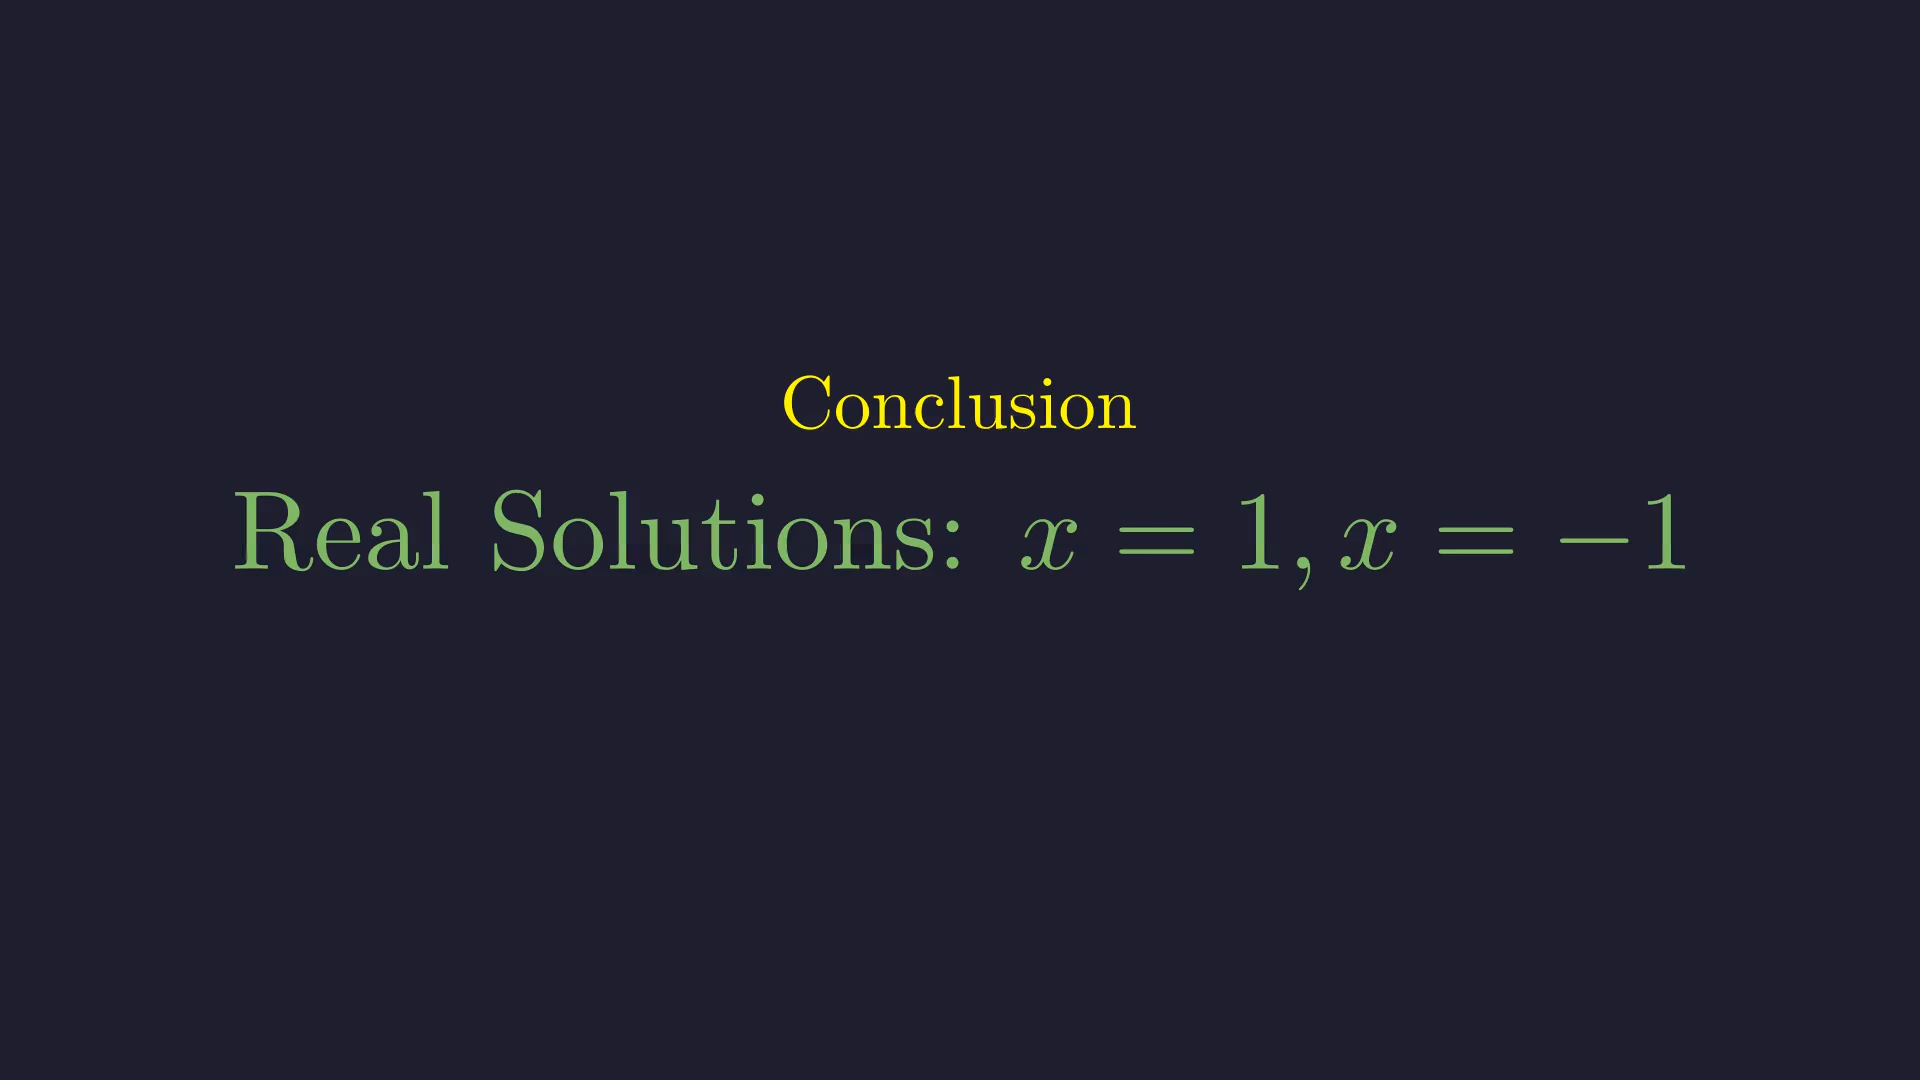 Conclusion
Real Solutions: x = 1, x = −1